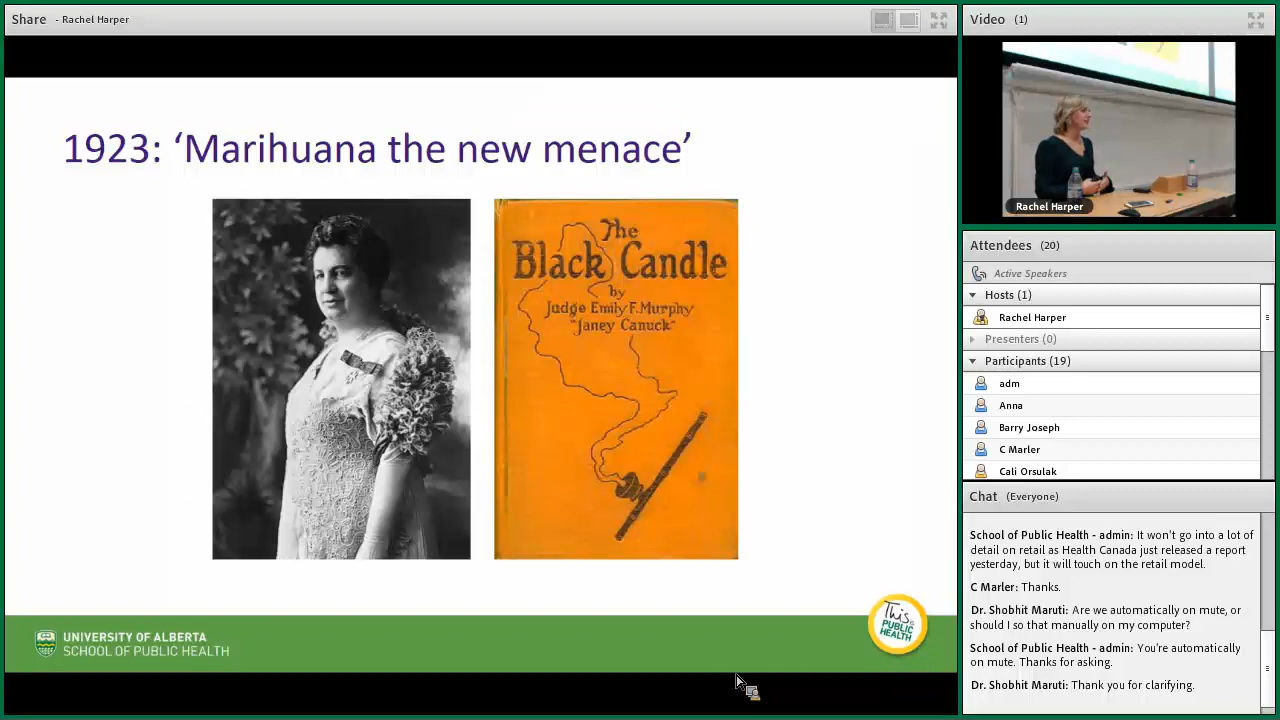 Share - Rachel Harper
1923: ‘Marihuana the new menace’
The
Black Candle
by
Judge Emily F. Murphy
"Janey Canuck"
UNIVERSITY OF ALBERTA
SCHOOL OF PUBLIC HEALTH
This is
PUBLIC
HEALTH
Video (1)
Rachel Harper
Attendees (20)
Active Speakers
Hosts (1)
Rachel Harper
Presenters (0)
Participants (19)
adm
Anna
Barry Joseph
C Marler
Cali Orsulak
Chat (Everyone)
School of Public Health - admin: It won't go into a lot of
detail on retail as Health Canada just released a report
yesterday, but it will touch on the retail model.
C Marler: Thanks.
Dr. Shobhit Maruti: Are we automatically on mute, or
should I so that manually on my computer?
School of Public Health - admin: You're automatically
on mute. Thanks for asking.
Dr. Shobhit Maruti: Thank you for clarifying.